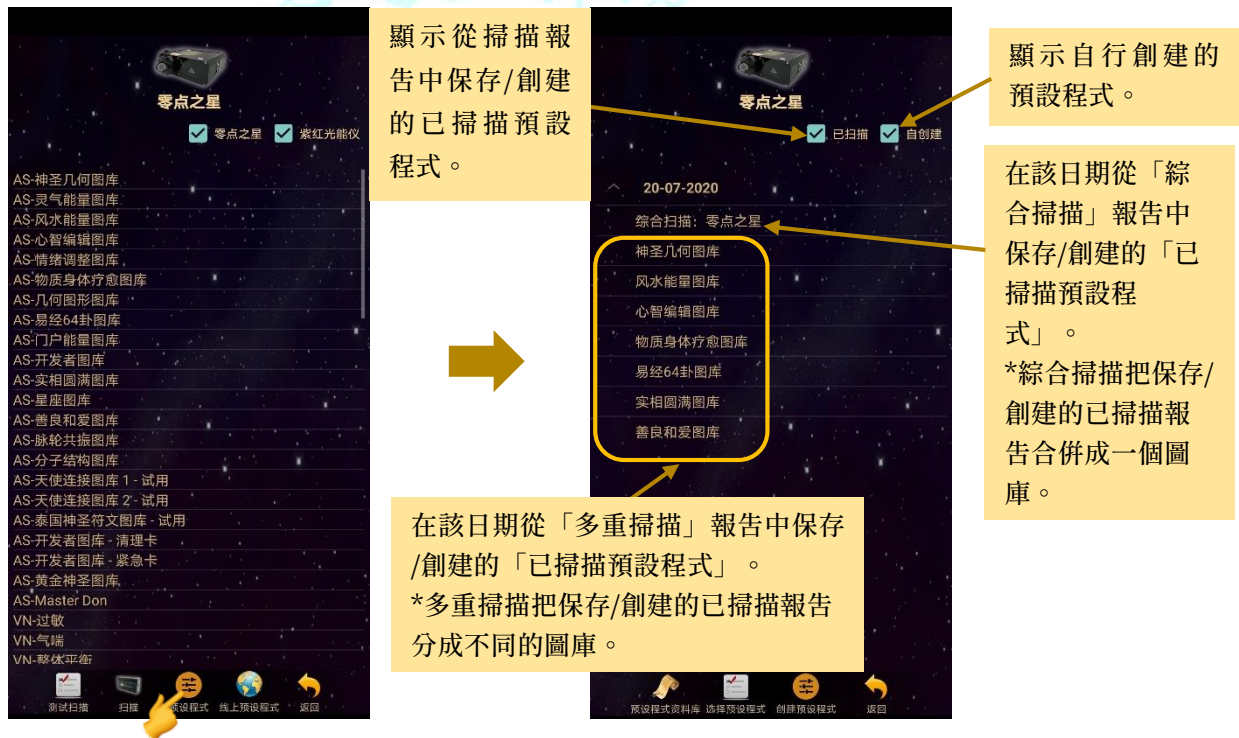 零点之星
零点之星 紫红光能仪
AS-神圣几何图库
AS-灵气能量图库
AS-风水能量图库
AS-心智编辑图库
AS-情绪调整图库
AS-物质身体疗愈图库
AS-几何图形图库
AS-易经64卦图库
AS-门户能量图库
AS-开发者图库
AS-实相圆满图库
AS-星座图库
AS-善良和爱图库
AS-脉轮共振图库
AS-分子结构图库
AS-天使连接图库 1 - 试用
AS-天使连接图库 2 - 试用
AS-泰国神圣符文图库 - 试用
AS-开发者图库 - 清理卡
AS-开发者图库 - 紧急卡
AS-黄金神圣图库
AS-Master Don
VN-过敏
VN-气喘
VN-整体平衡
测试扫描 扫描 预设程式 线上预设程式 返回
顯示從掃描報
告中保存/創建
的已掃描預設
程式。
零点之星
已扫描 自创建
20-07-2020
综合扫描：零点之星
神圣几何图库
风水能量图库
心智编辑图库
物质身体疗愈图库
易经64卦图库
实相圆满图库
善良和爱图库
预设程式资料库 选择预设程式 创建预设程式 返回
顯示自行創建的
預設程式。
在該日期從「綜
合掃描」報告中
保存/創建的「已
掃描預設程
式」。
*綜合掃描把保存/
創建的已掃描報
告合併成一個圖
庫。
在該日期從「多重掃描」報告中保存
/創建的「已掃描預設程式」。
*多重掃描把保存/創建的已掃描報告
分成不同的圖庫。